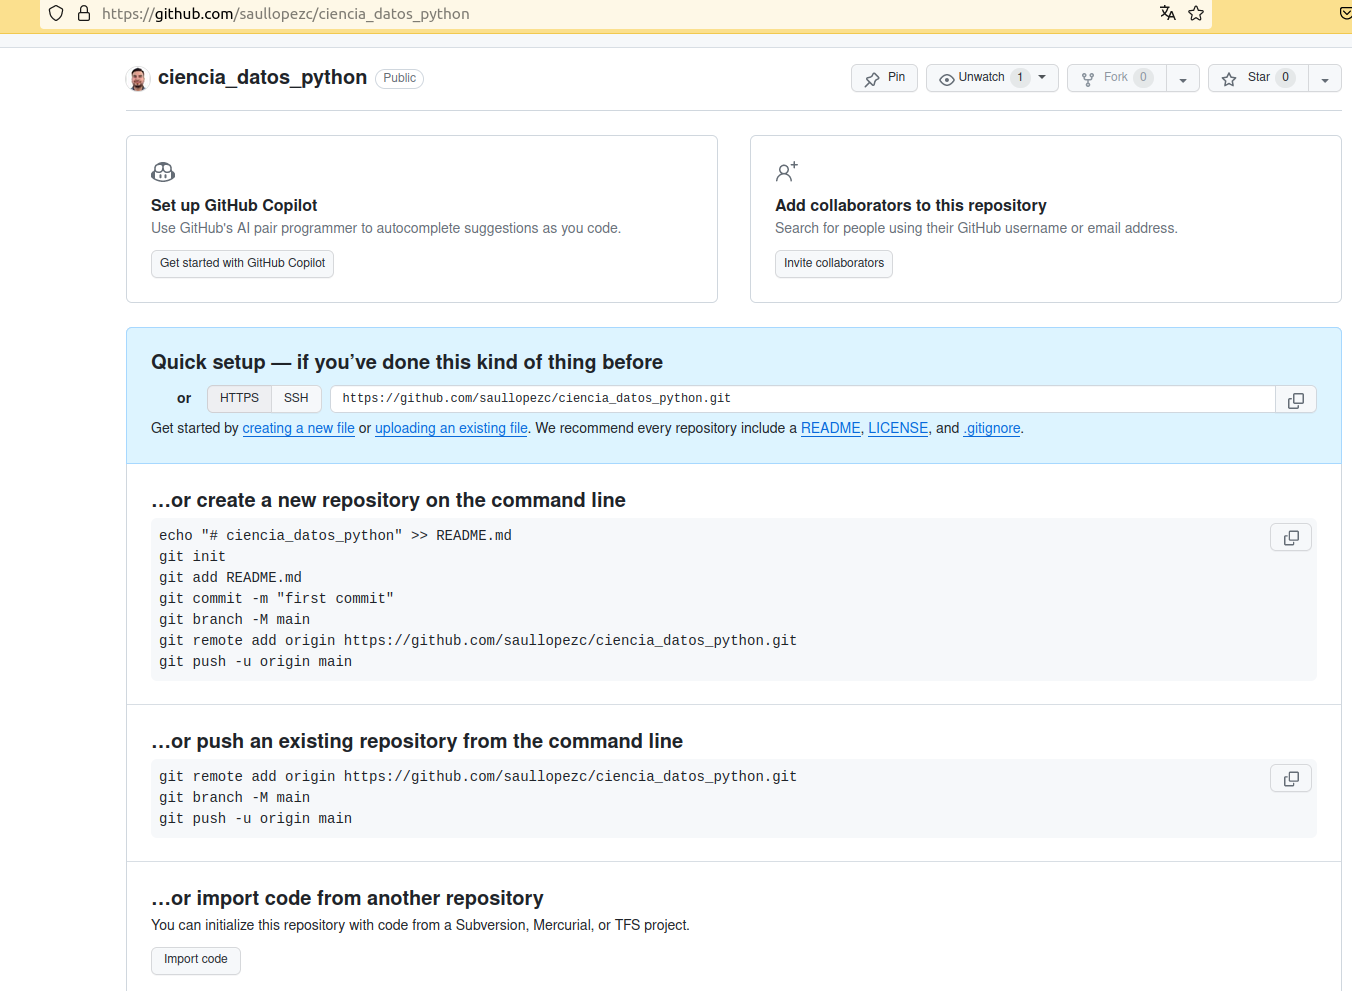 https://github.com/saullopezc/ciencia_datos_python
ciencia_datos_python Public
Pin
Unwatch 1
Fork 0
Star 0
Set up GitHub Copilot
Use GitHub's AI pair programmer to autocomplete suggestions as you code.
Get started with GitHub Copilot
Add collaborators to this repository
Search for people using their GitHub username or email address.
Invite collaborators
Quick setup — if you’ve done this kind of thing before
or HTTPS SSH https://github.com/saullopezc/ciencia_datos_python.git
Get started by creating a new file or uploading an existing file. We recommend every repository include a README, LICENSE, and .gitignore.
…or create a new repository on the command line
echo "# ciencia_datos_python" >> README.md
git init
git add README.md
git commit -m "first commit"
git branch -M main
git remote add origin https://github.com/saullopezc/ciencia_datos_python.git
git push -u origin main
…or push an existing repository from the command line
git remote add origin https://github.com/saullopezc/ciencia_datos_python.git
git branch -M main
git push -u origin main
…or import code from another repository
You can initialize this repository with code from a Subversion, Mercurial, or TFS project.
Import code